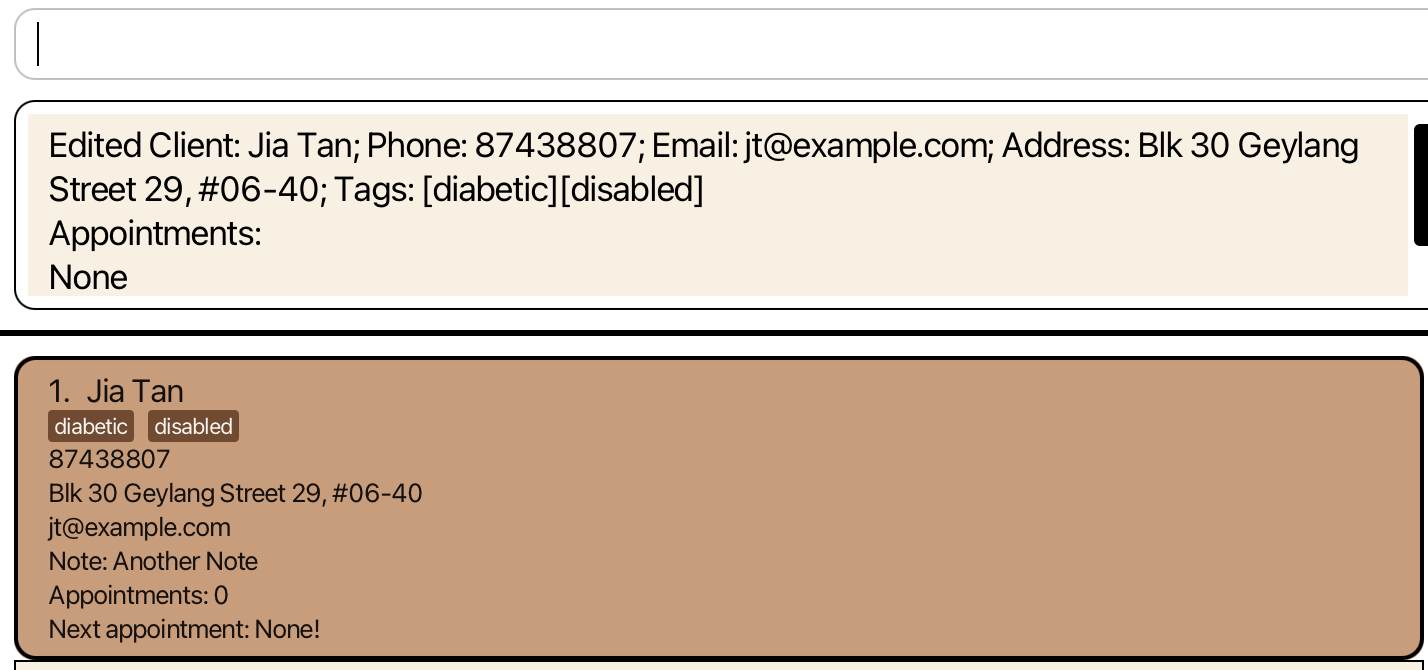 Edited Client: Jia Tan; Phone: 87438807; Email: jt@example.com; Address: Blk 30 Geylang
Street 29, #06-40; Tags: [diabetic][disabled]
Appointments:
None
1. Jia Tan
diabetic disabled
87438807
Blk 30 Geylang Street 29, #06-40
jt@example.com
Note: Another Note
Appointments: 0
Next appointment: None!